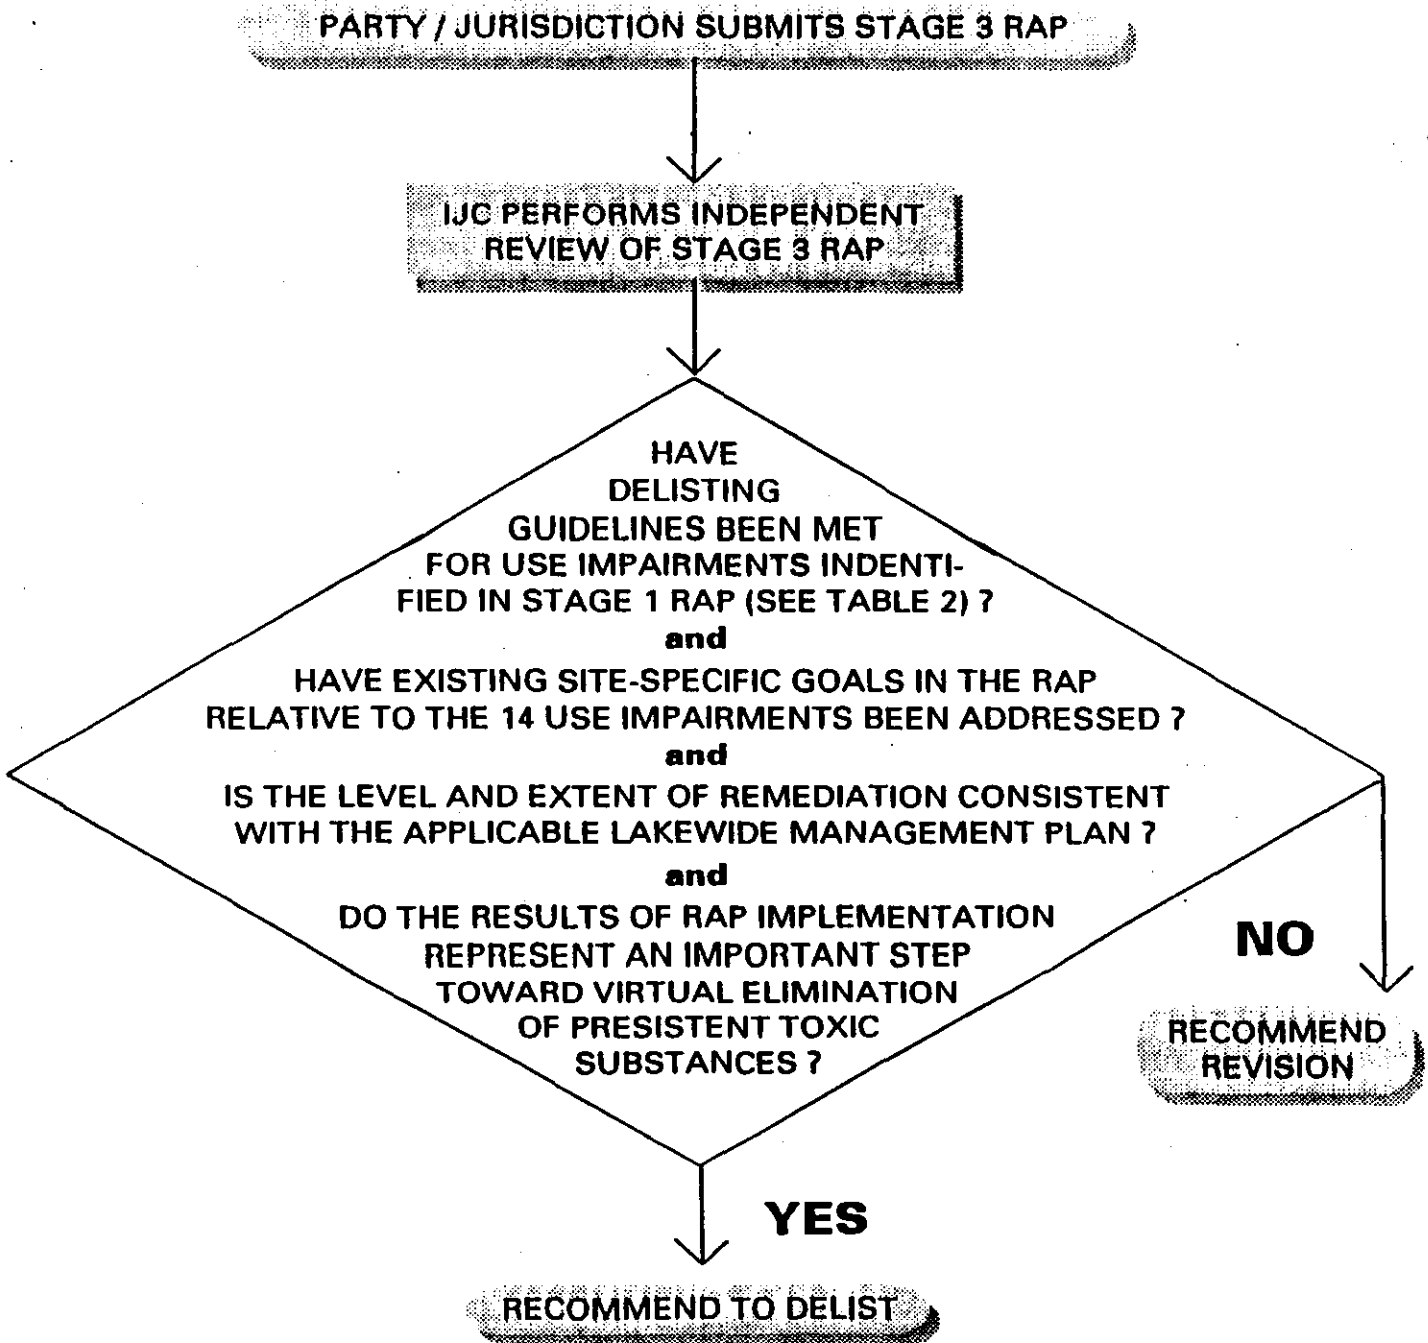 PARTY / JURISDICTION SUBMITS STAGE 3 RAP
IJC PERFORMS INDEPENDENT
REVIEW OF STAGE 3 RAP
HAVE
DELISTING
GUIDELINES BEEN MET
FOR USE IMPAIRMENTS INDENTI-
FIED IN STAGE 1 RAP (SEE TABLE 2) ?
and
HAVE EXISTING SITE-SPECIFIC GOALS IN THE RAP
RELATIVE TO THE 14 USE IMPAIRMENTS BEEN ADDRESSED ?
and
IS THE LEVEL AND EXTENT OF REMEDIATION CONSISTENT
WITH THE APPLICABLE LAKEWIDE MANAGEMENT PLAN ?
and
DO THE RESULTS OF RAP IMPLEMENTATION
REPRESENT AN IMPORTANT STEP
TOWARD VIRTUAL ELIMINATION
OF PRESISTENT TOXIC
SUBSTANCES ?
NO
RECOMMEND
REVISION
YES
RECOMMEND TO DELIST